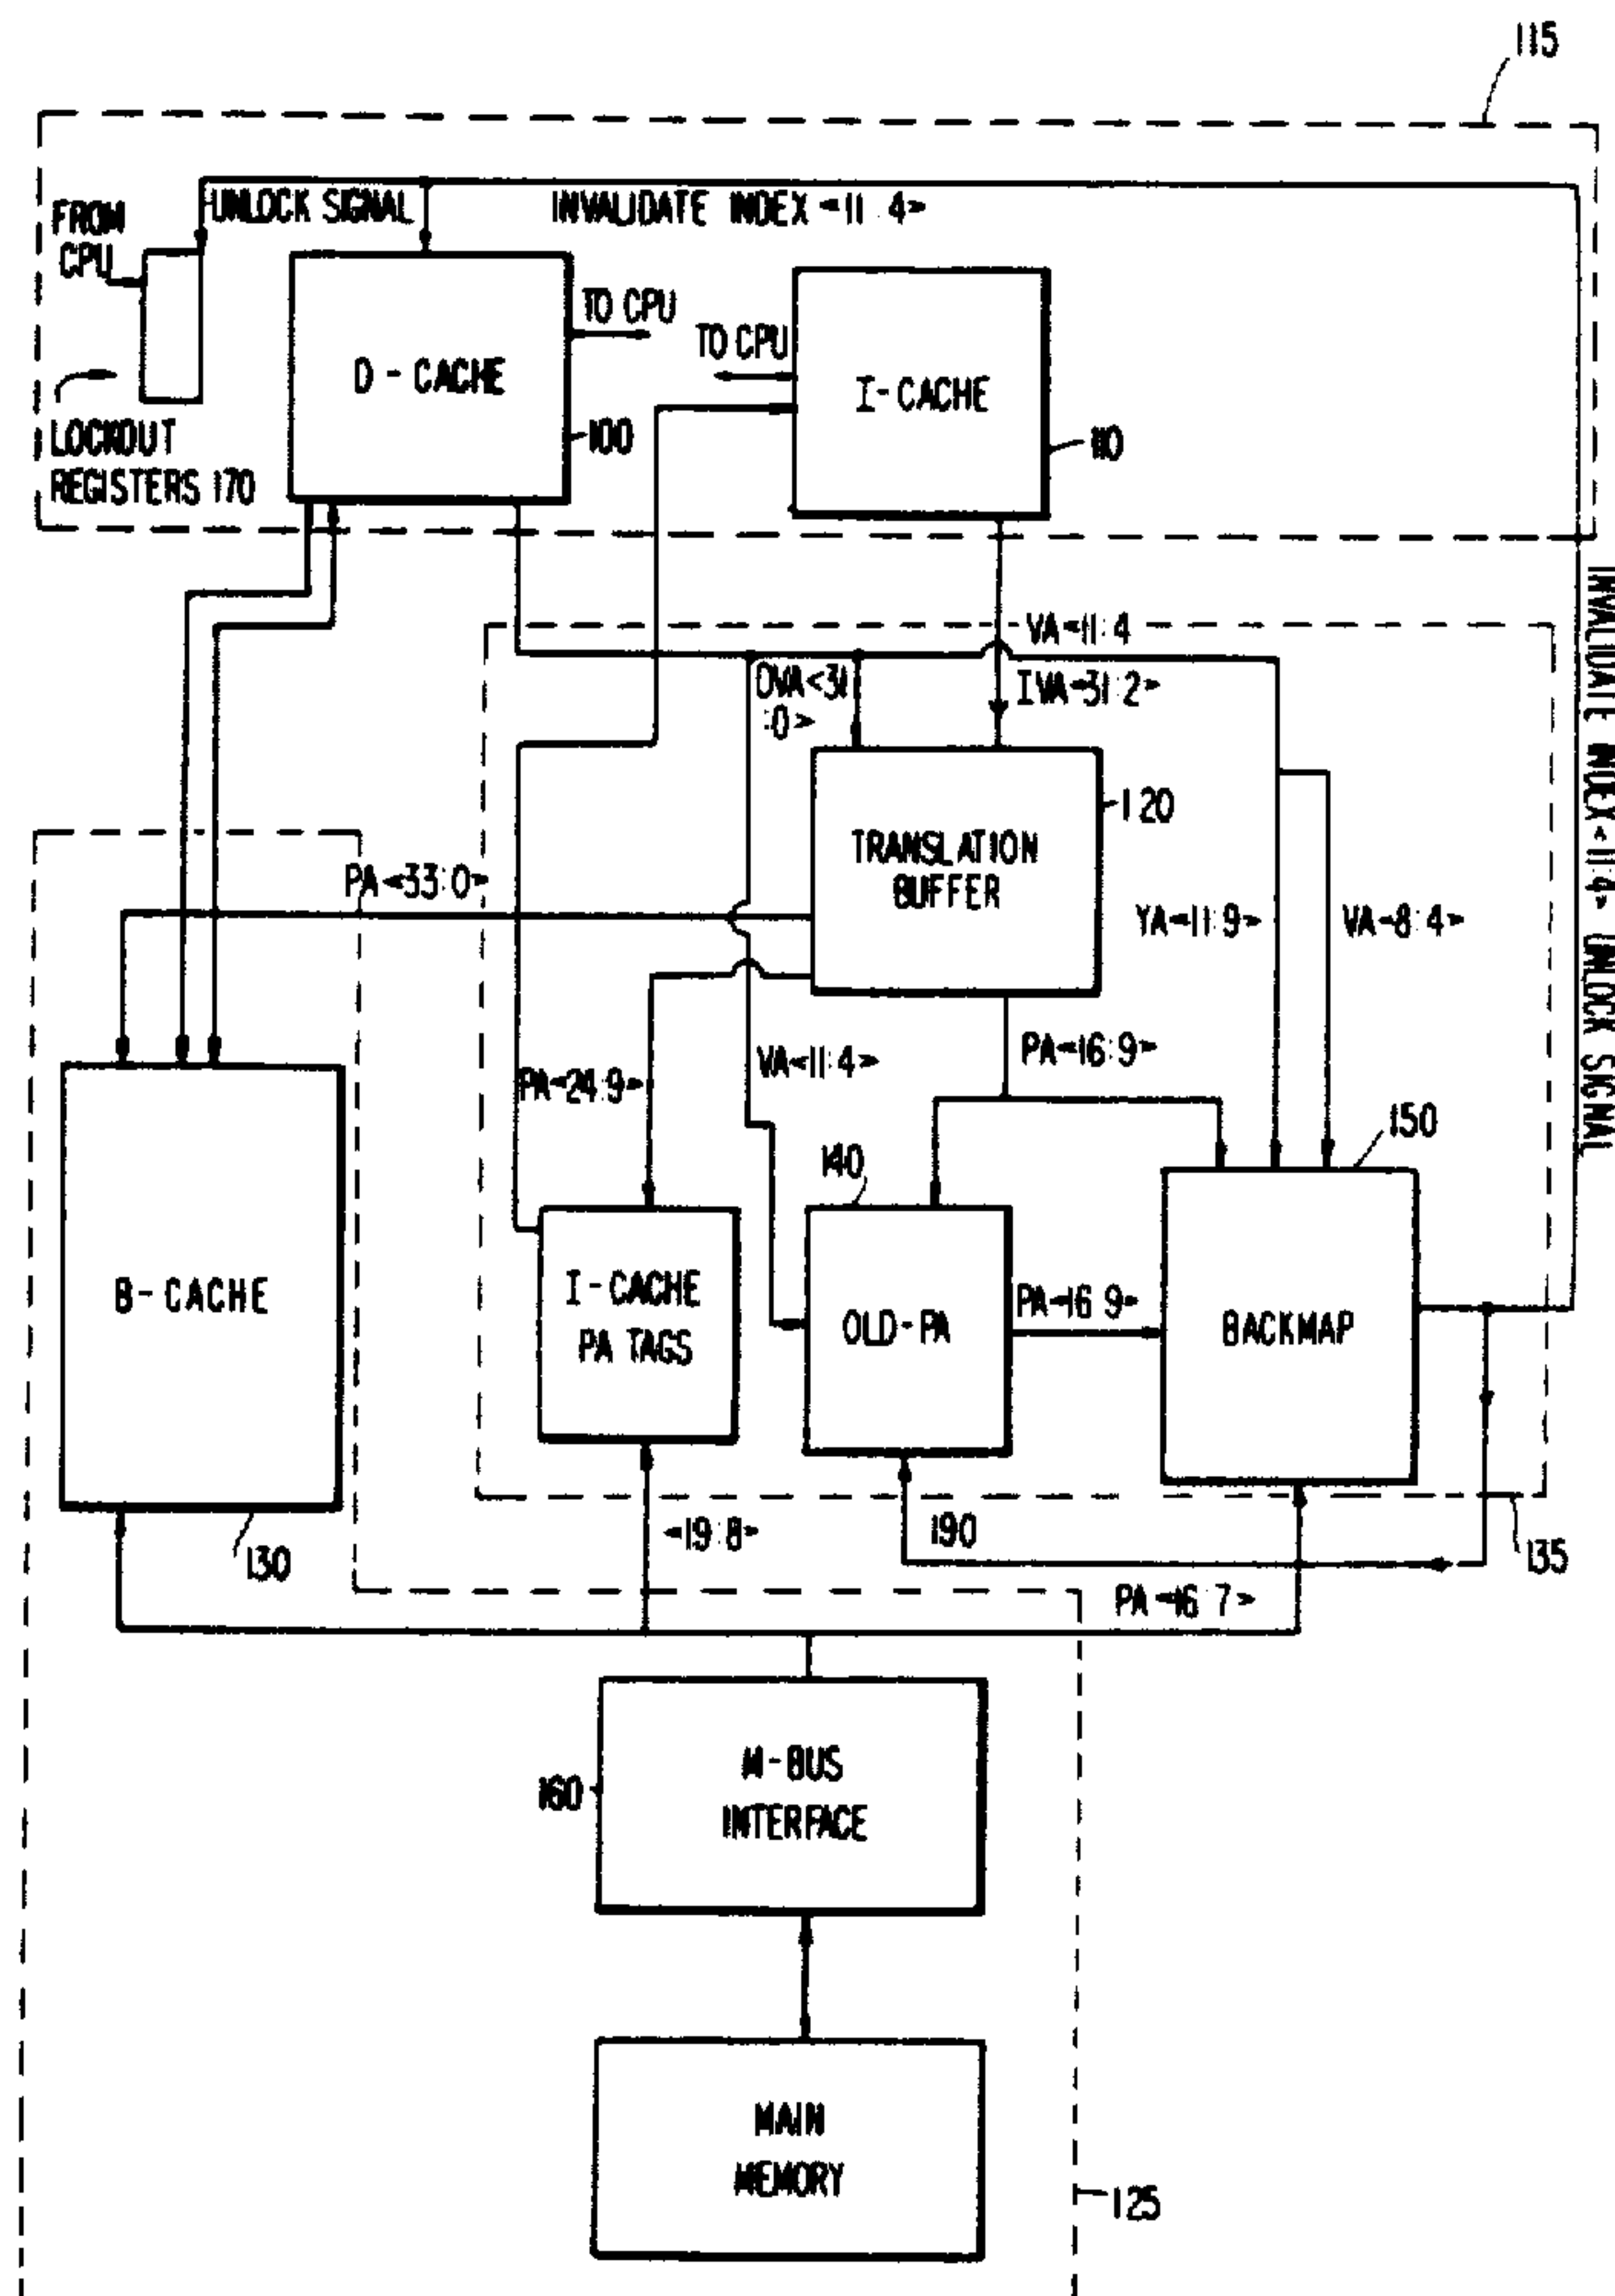 115
FROM
CPU
UNLOCK SIGNAL
INVALIDATE INDEX <11:4>
D-CACHE
TO CPU
TO CPU
I-CACHE
100
110
LOCKOUT
REGISTERS 170
VA<11:4
DVA<31
:0>
IVA<31:2>
INVALIDATE INDEX<11:4> UNLOCK SIGNAL
120
TRANSLATION
BUFFER
PA<33:0>
VA<11:9>
VA<8:4>
PA<24:9>
VA<11:4>
PA<16:9>
140
150
B-CACHE
I-CACHE
PA TAGS
OLD-PA
PA<16:9>
BACKMAP
130
<19:8>
190
135
PA<16:7>
160
M-BUS
INTERFACE
MAIN
MEMORY
125